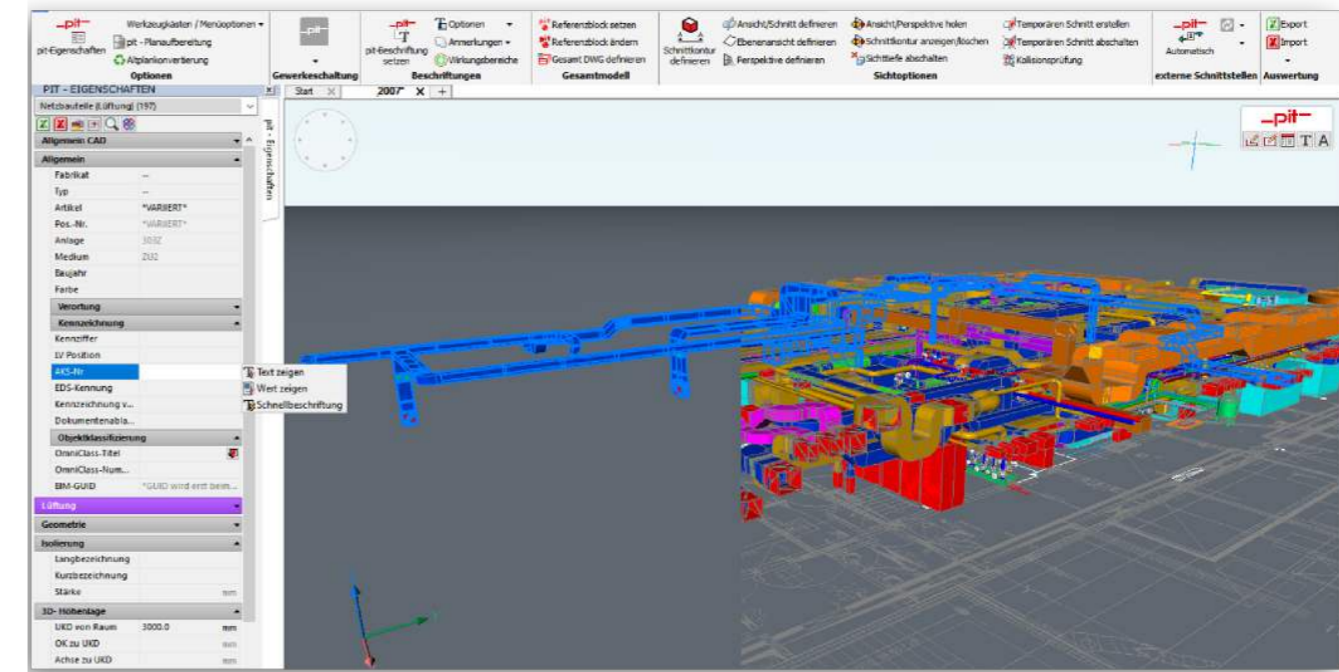 pit
pit-Eigenschaften
Werkzeugkästen / Menüoptionen
pit - Planaufbereitung
Altplankonvertierung
Optionen
pit
Gewerkeschaltung
pit
pit-Beschriftung
setzen
Optionen
Anmerkungen
Wirkungsbereiche
Beschriftungen
Referenzblock setzen
Referenzblock ändern
Gesamt DWG definieren
Gesamtmodell
Schnittkontur
definieren
Ansicht/Schnitt definieren
Ebenenansicht definieren
Perspektive definieren
Ansicht/Perspektive holen
Schnittkontur anzeigen/löschen
Sichttiefe abschalten
Temporären Schnitt erstellen
Temporären Schnitt abschalten
Kollisionsprüfung
Sichtoptionen
pit
Automatisch
externe Schnittstellen
Export
Import
Auswertung
PIT - EIGENSCHAFTEN
Netzbauteile (Lüftung) (197)
pit - Eigenschaften
Start
2007*
pit
T A
Allgemein CAD
Allgemein
Fabrikat --
Typ --
Artikel *VARIIERT*
Pos.-Nr. *VARIIERT*
Anlage
Medium
Baujahr
Farbe
Verortung
Kennzeichnung
Kennziffer
LV Position
AKS-Nr
EDS-Kennung
Kennzeichnung v...
Dokumentenabla...
Text zeigen
Wert zeigen
Schnellbeschriftung
Objektklassifizierung
OmniClass-Titel
OmniClass-Num...
BIM-GUID *GUID wird erst beim...
Lüftung
Geometrie
Isolierung
Langbezeichnung
Kurzbezeichnung
Stärke mm
3D- Höhenlage
UKD von Raum 3000.0 mm
OK zu UKD mm
Achse zu UKD mm